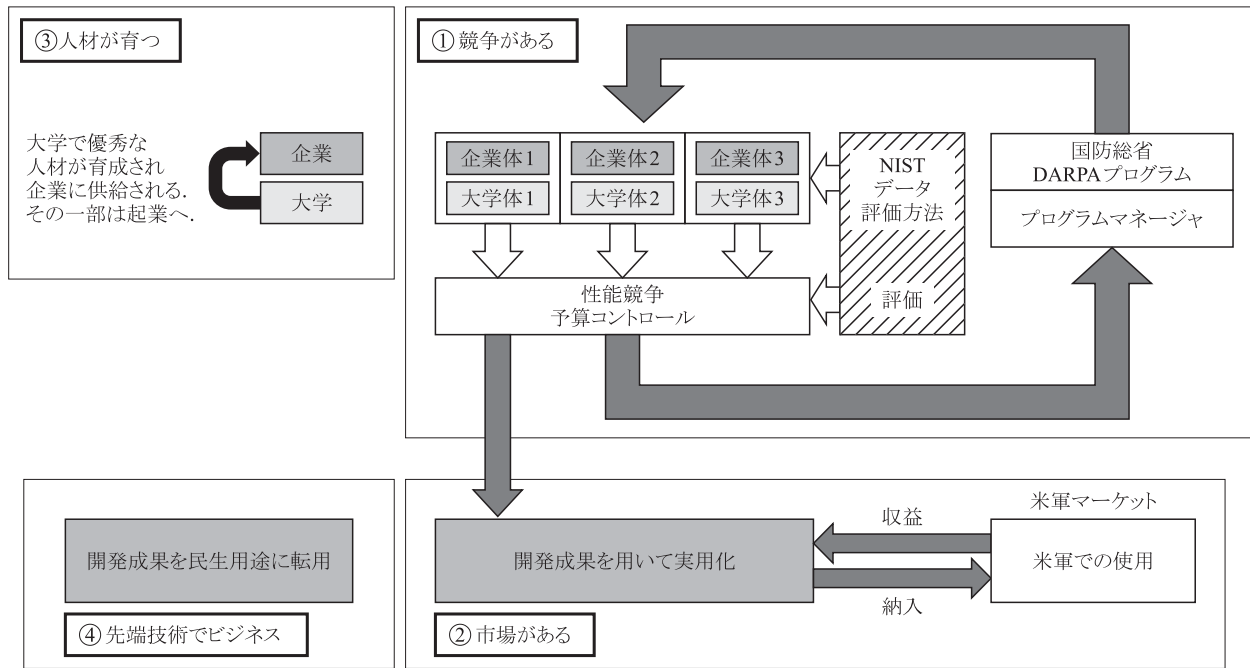 ③人材が育つ
大学で優秀な
人材が育成され
企業に供給される.
その一部は起業へ.
企業
大学
①競争がある
企業体1
企業体2
企業体3
大学体1
大学体2
大学体3
NIST
データ
評価方法
評価
国防総省
DARPAプログラム
プログラムマネージャ
性能競争
予算コントロール
開発成果を民生用途に転用
④先端技術でビジネス
開発成果を用いて実用化
②市場がある
収益
納入
米軍マーケット
米軍での使用